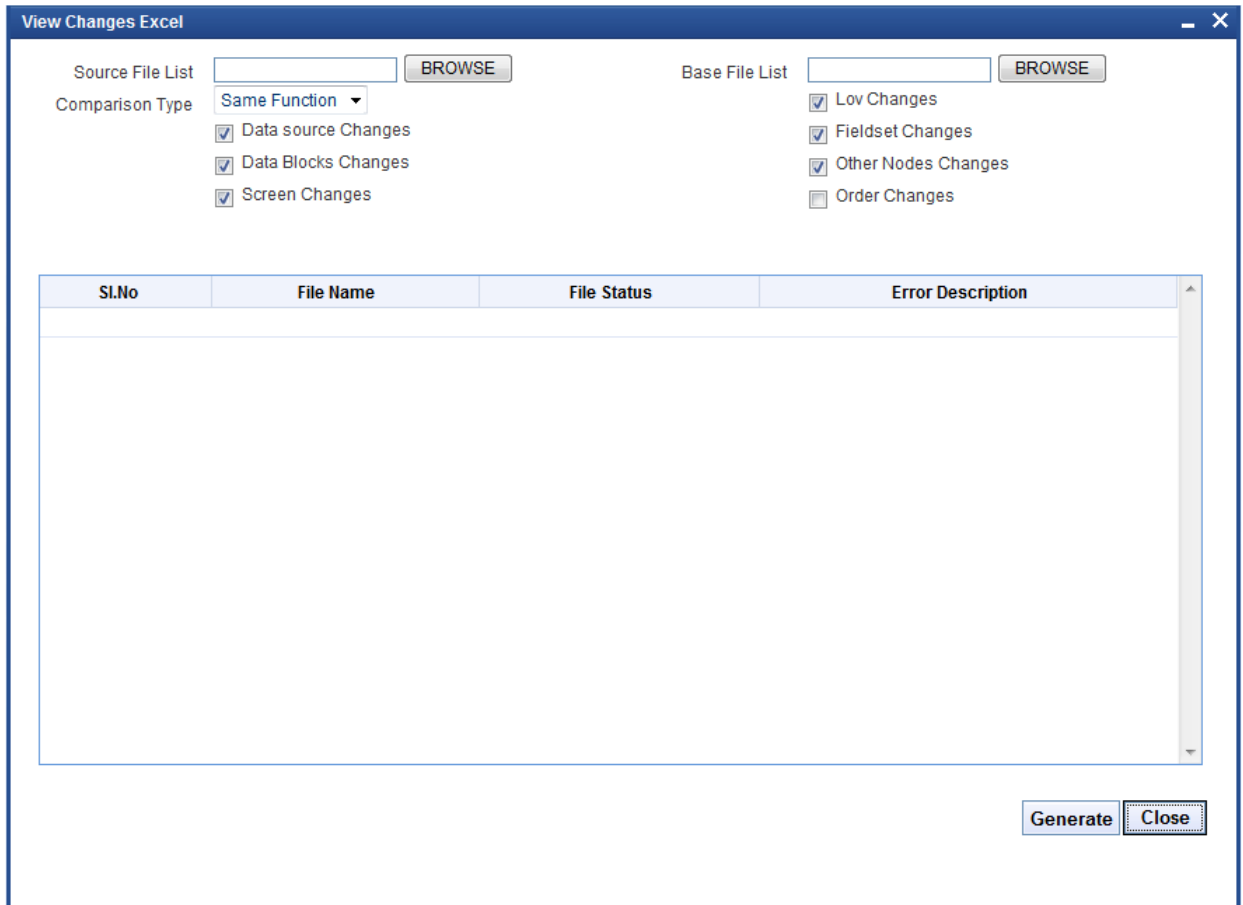 View Changes Excel
Source File List BROWSE Base File List BROWSE
Comparison Type Same Function Lov Changes
Data source Changes Fieldset Changes
Data Blocks Changes Other Nodes Changes
Screen Changes Order Changes
Sl.No File Name File Status Error Description
Generate Close